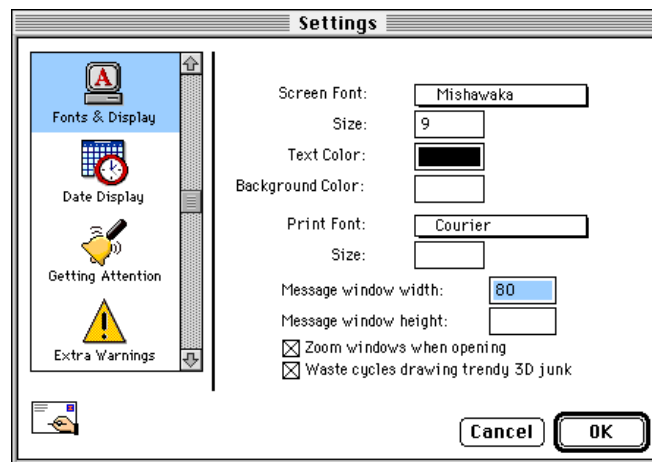 Settings
A
Fonts & Display
Date Display
Getting Attention
Extra Warnings
Screen Font: Mishawaka
Size: 9
Text Color:
Background Color:
Print Font: Courier
Size:
Message window width: 80
Message window height:
Zoom windows when opening
Waste cycles drawing trendy 3D junk
Cancel OK